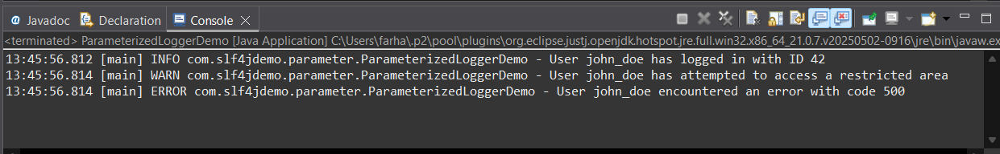 @ Javadoc Declaration Console
<terminated> ParameterizedLoggerDemo [Java Application] C:\Users\farha\.p2\pool\plugins\org.eclipse.justj.openjdk.hotspot.jre.full.win32.x86_64_21.0.7.v20250502-0916\jre\bin\javaw.ex
13:45:56.812 [main] INFO com.slf4jdemo.parameter.ParameterizedLoggerDemo - User john_doe has logged in with ID 42
13:45:56.814 [main] WARN com.slf4jdemo.parameter.ParameterizedLoggerDemo - User john_doe has attempted to access a restricted area
13:45:56.814 [main] ERROR com.slf4jdemo.parameter.ParameterizedLoggerDemo - User john_doe encountered an error with code 500